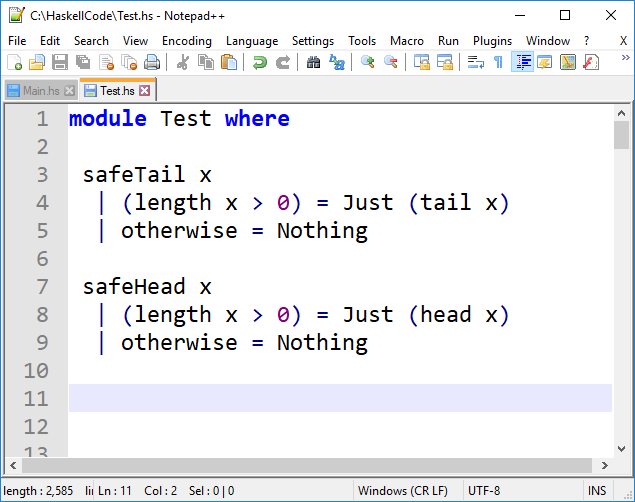 C:\HaskellCode\Test.hs - Notepad++
File Edit Search View Encoding Language Settings Tools Macro Run Plugins Window ? X
Main.hs Test.hs
1 module Test where
2
3 safeTail x
4 | (length x > 0) = Just (tail x)
5 | otherwise = Nothing
6
7 safeHead x
8 | (length x > 0) = Just (head x)
9 | otherwise = Nothing
10
11
12
13
length : 2,585 li Ln : 11 Col : 2 Sel : 0 | 0 Windows (CR LF) UTF-8 INS